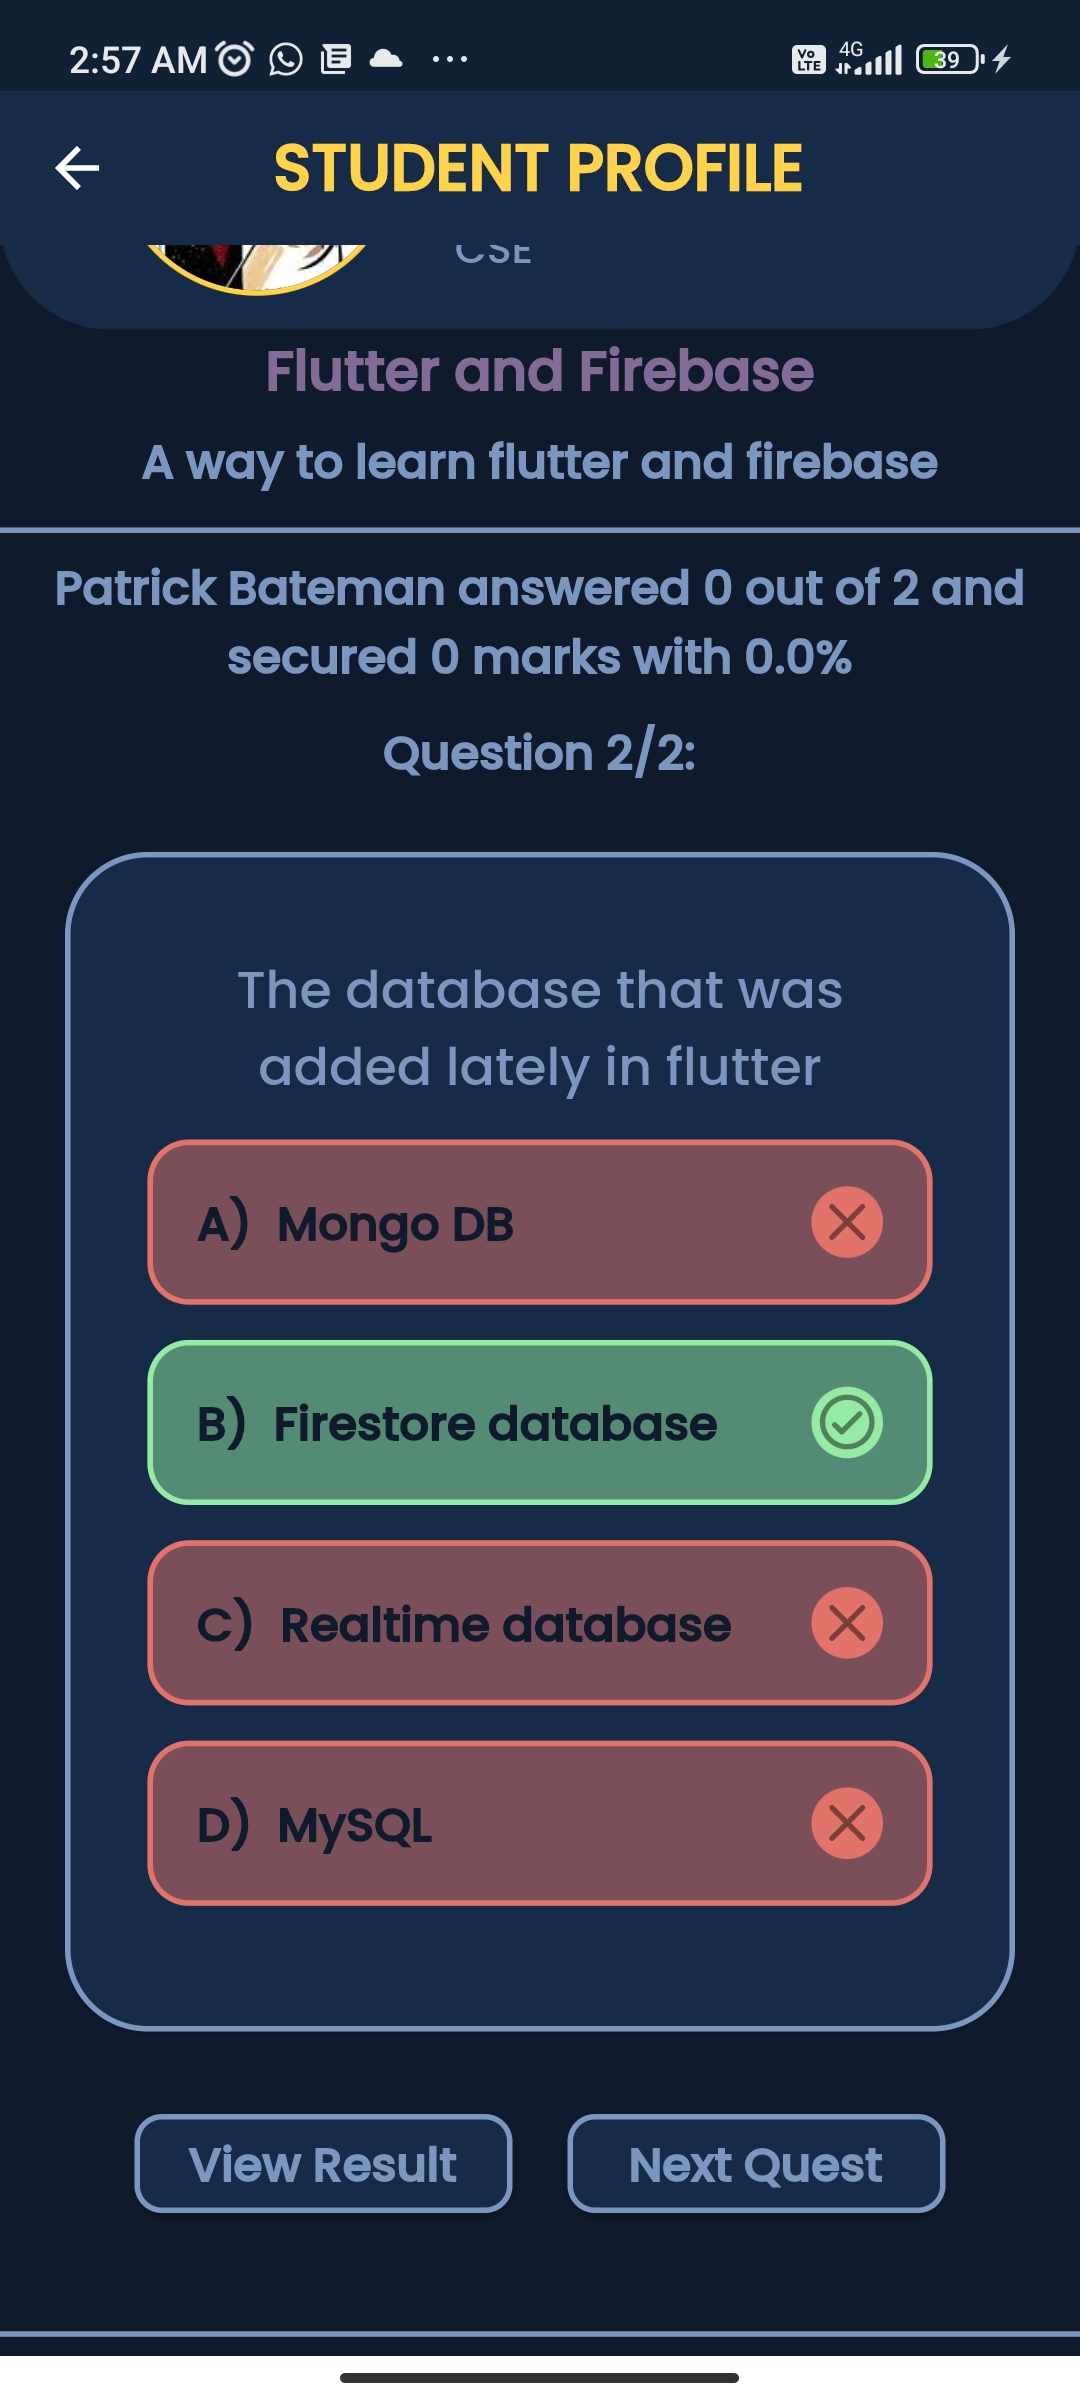 2:57 AM
Vo LTE 4G 39
STUDENT PROFILE
CSE
Flutter and Firebase
A way to learn flutter and firebase
Patrick Bateman answered 0 out of 2 and
secured 0 marks with 0.0%
Question 2/2:
The database that was
added lately in flutter
A) Mongo DB
B) Firestore database
C) Realtime database
D) MySQL
View Result
Next Quest